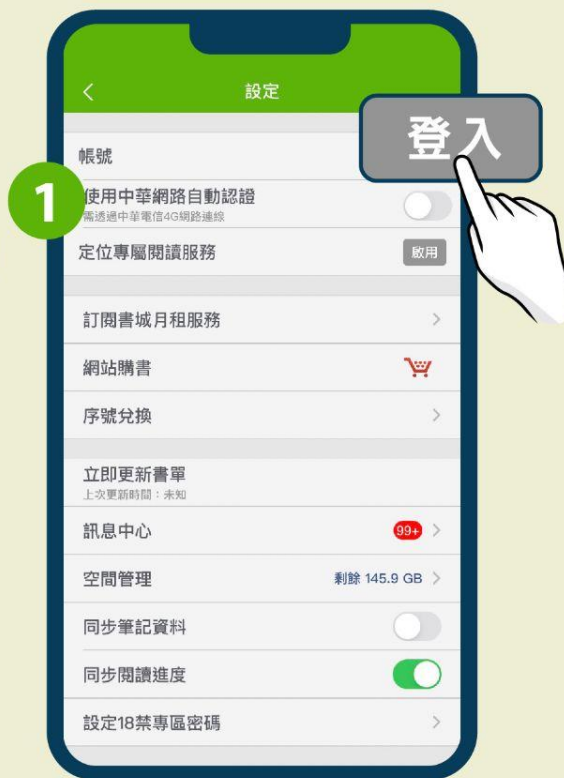 設定
帳號
登入
1
使用中華網路自動認證
需透過中華電信4G網路連線
定位專屬閱讀服務
啟用
訂閱書城月租服務
網站購書
序號兌換
立即更新書單
上次更新時間：未知
訊息中心
99+
空間管理
剩餘 145.9 GB
同步筆記資料
同步閱讀進度
設定18禁專區密碼